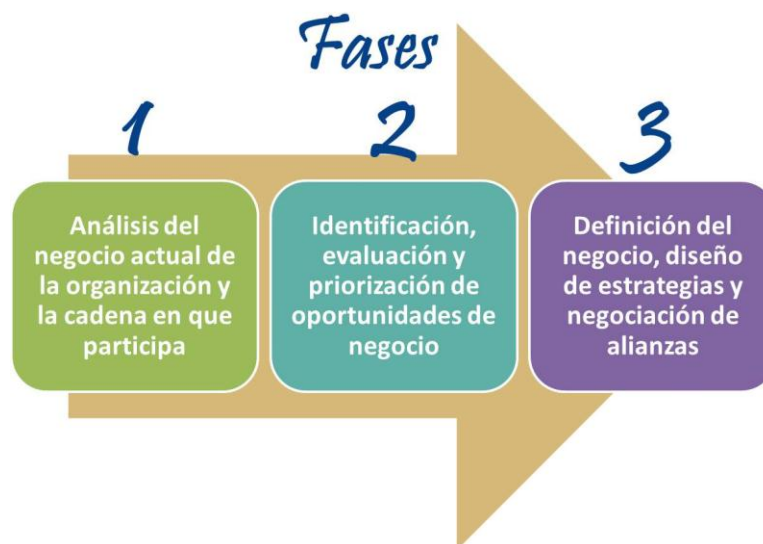 Fases
1
2
3
Análisis del
negocio actual de
la organización y
la cadena en que
participa
Identificación,
evaluación y
priorización de
oportunidades de
negocio
Definición del
negocio, diseño
de estrategias y
negociación de
alianzas